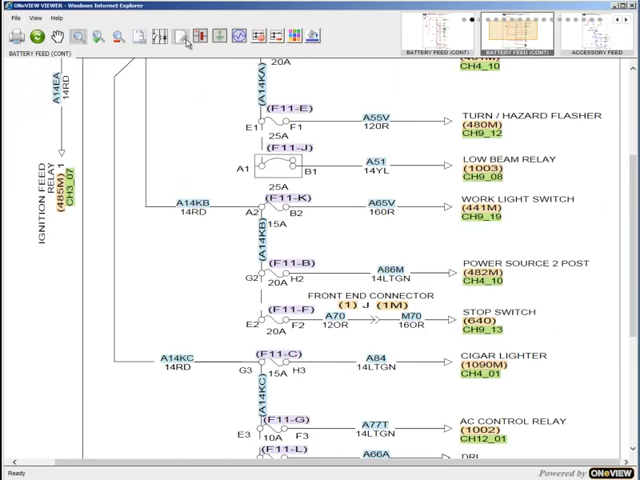 OneVIEW VIEWER - Windows Internet Explorer
File View Help
BATTERY FEED (CONT)
BATTERY FEED (CONT)
BATTERY FEED (CONT)
ACCESSORY FEED
20A
CH4_10
(A14KA)
A14EA
14RD
(F11-E)
E1 F1
25A
A55V
12OR
TURN / HAZARD FLASHER
(480M)
CH9_12
(F11-J)
A1 B1
25A
A51
14YL
LOW BEAM RELAY
(1003)
CH9_08
1
IGNITION FEED
RELAY
(485M)
CH3_07
A14KB
14RD
(F11-K)
A2 B2
15A
A65V
16OR
WORK LIGHT SWITCH
(441M)
CH9_19
(A14KB)
(F11-B)
G2 H2
20A
A86M
14LTGN
POWER SOURCE 2 POST
(482M)
CH4_10
FRONT END CONNECTOR
(1) J (1M)
(F11-F)
E2 F2
20A
A70
12OR
M70
16OR
STOP SWITCH
(640)
CH9_13
A14KC
14RD
(F11-C)
G3 H3
15A
A84
14LTGN
CIGAR LIGHTER
(1090M)
CH4_01
(A14KC)
(F11-G)
E3 F3
10A
A77T
14LTGN
AC CONTROL RELAY
(1002)
CH12_01
(F11-L)
A66A
DRL
Ready
Powered by OneVIEW